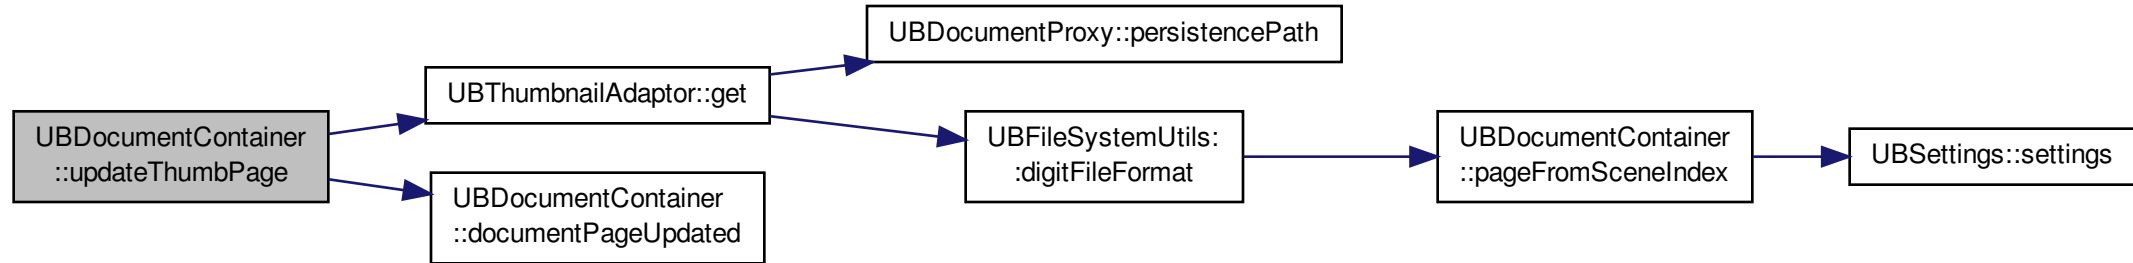 UBDocumentContainer
::updateThumbPage
UBThumbnailAdaptor::get
UBDocumentContainer
::documentPageUpdated
UBDocumentProxy::persistencePath
UBFileSystemUtils:
:digitFileFormat
UBDocumentContainer
::pageFromSceneIndex
UBSettings::settings